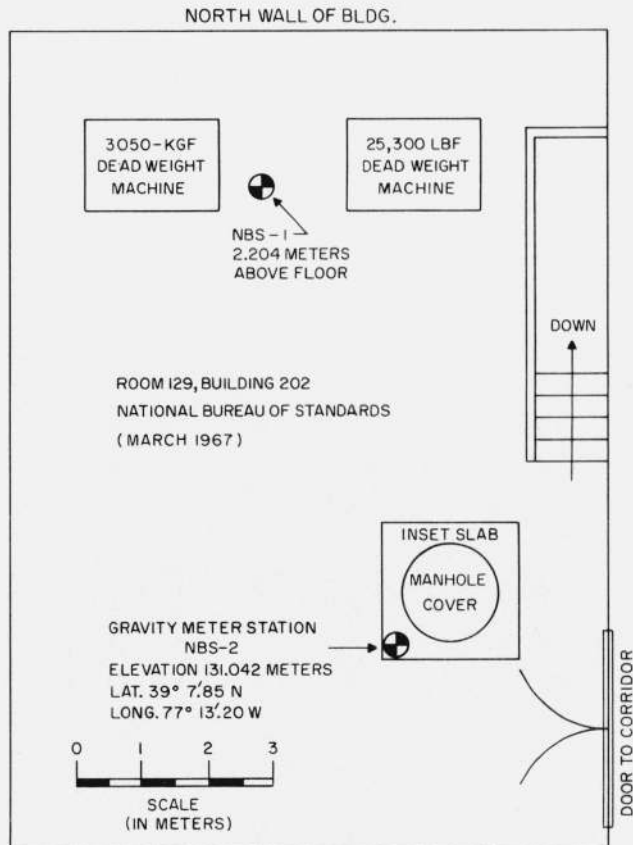 NORTH WALL OF BLDG.
3050-KGF
DEAD WEIGHT
MACHINE
25,300 LBF
DEAD WEIGHT
MACHINE
NBS-1
2.204 METERS
ABOVE FLOOR
DOWN
ROOM 129, BUILDING 202
NATIONAL BUREAU OF STANDARDS
(MARCH 1967)
INSET SLAB
MANHOLE
COVER
GRAVITY METER STATION
NBS-2
ELEVATION 131.042 METERS
LAT. 39° 7.'85 N
LONG. 77° 13.'20 W
DOOR TO CORRIDOR
0 1 2 3
SCALE
(IN METERS)